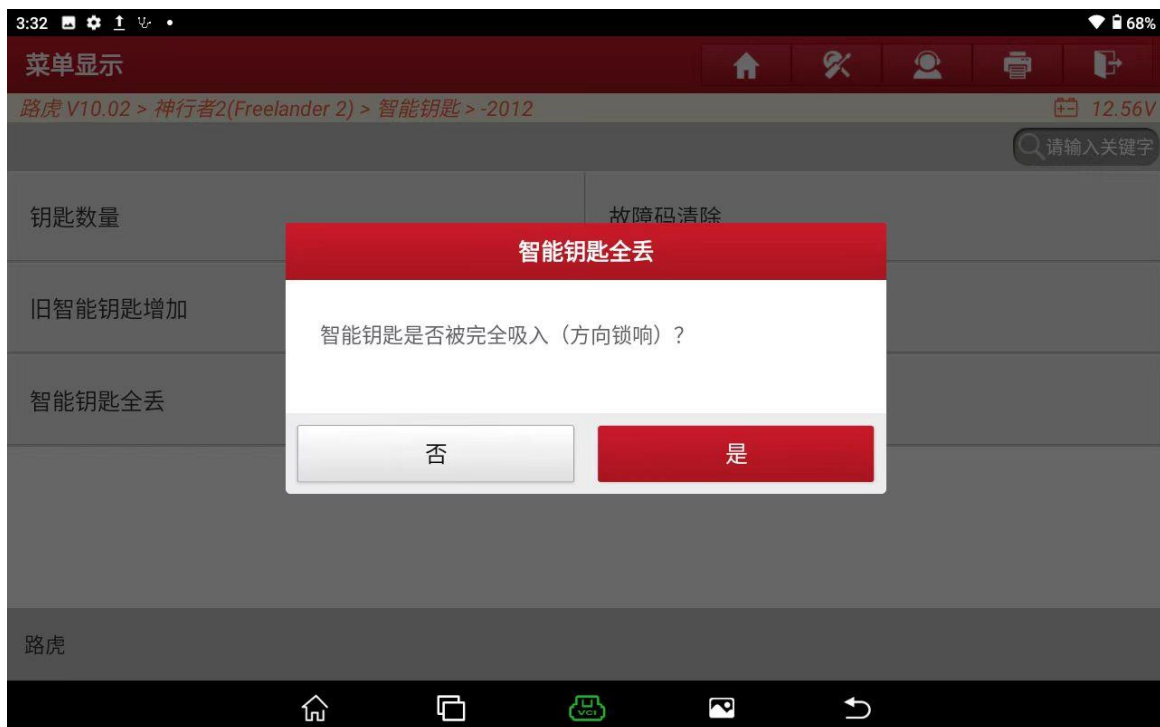 3:32
68%
菜单显示
路虎 V10.02 > 神行者2(Freelander 2) > 智能钥匙 > -2012
12.56V
请输入关键字
钥匙数量
故障码清除
智能钥匙全丢
旧智能钥匙增加
智能钥匙是否被完全吸入（方向锁响）？
智能钥匙全丢
否
是
路虎
VCI